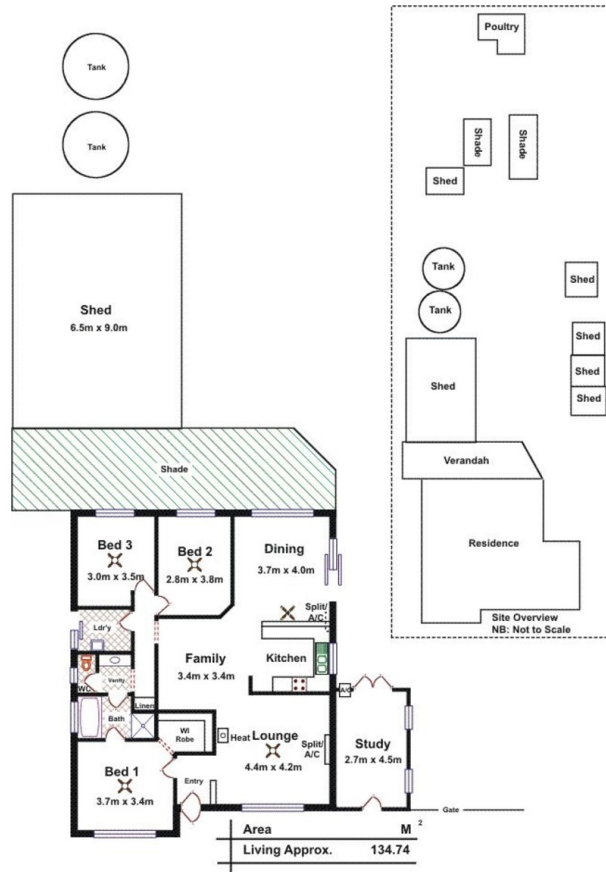 Tank
Tank
Shed
6.5m x 9.0m
Shade
Bed 3
3.0m x 3.5m
Bed 2
2.8m x 3.8m
Dining
3.7m x 4.0m
Split/
A/C
Ldr'y
Family
3.4m x 3.4m
Kitchen
WC
Vanity
Linen
Bath
WI
Robe
Heat
Lounge
4.4m x 4.2m
Split/
A/C
A/C
Study
2.7m x 4.5m
Bed 1
3.7m x 3.4m
Entry
Gate
Area M 2
Living Approx. 134.74
Poultry
Shade
Shade
Shed
Tank
Tank
Shed
Shed
Shed
Shed
Shed
Verandah
Residence
Site Overview
NB: Not to Scale